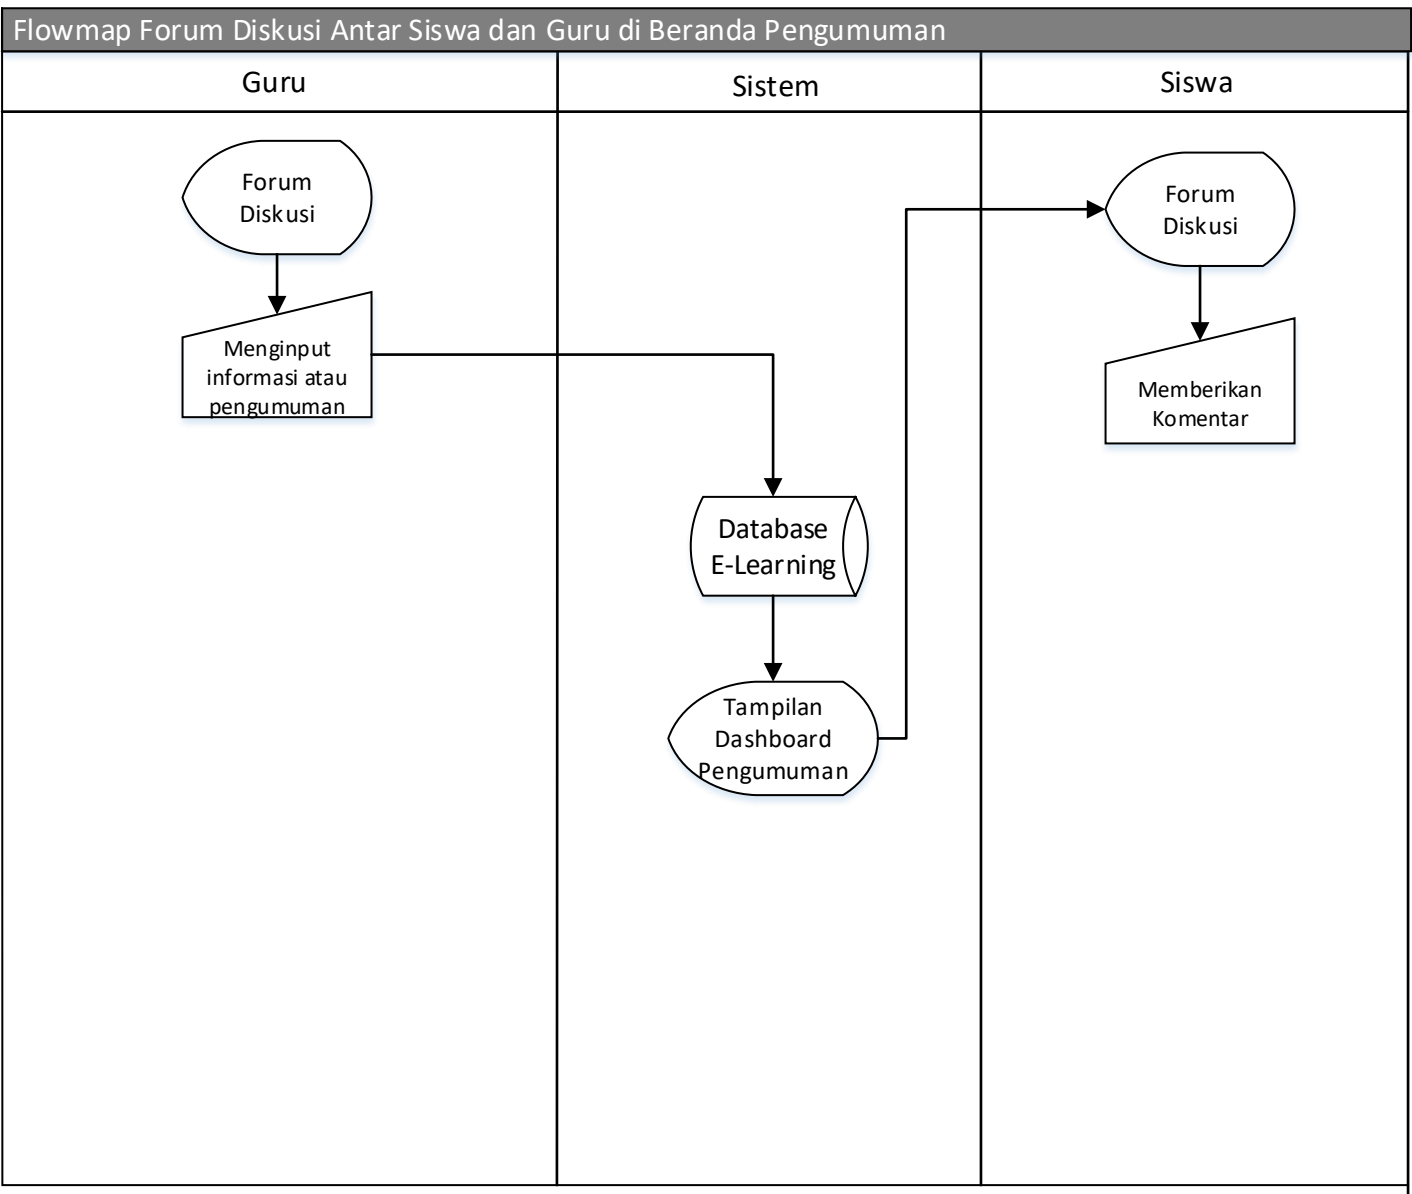 Flowmap Forum Diskusi Antar Siswa dan Guru di Beranda Pengumuman
Guru
Sistem
Siswa
Forum
Diskusi
Menginput
informasi atau
pengumuman
Database
E-Learning
Tampilan
Dashboard
Pengumuman
Forum
Diskusi
Memberikan
Komentar